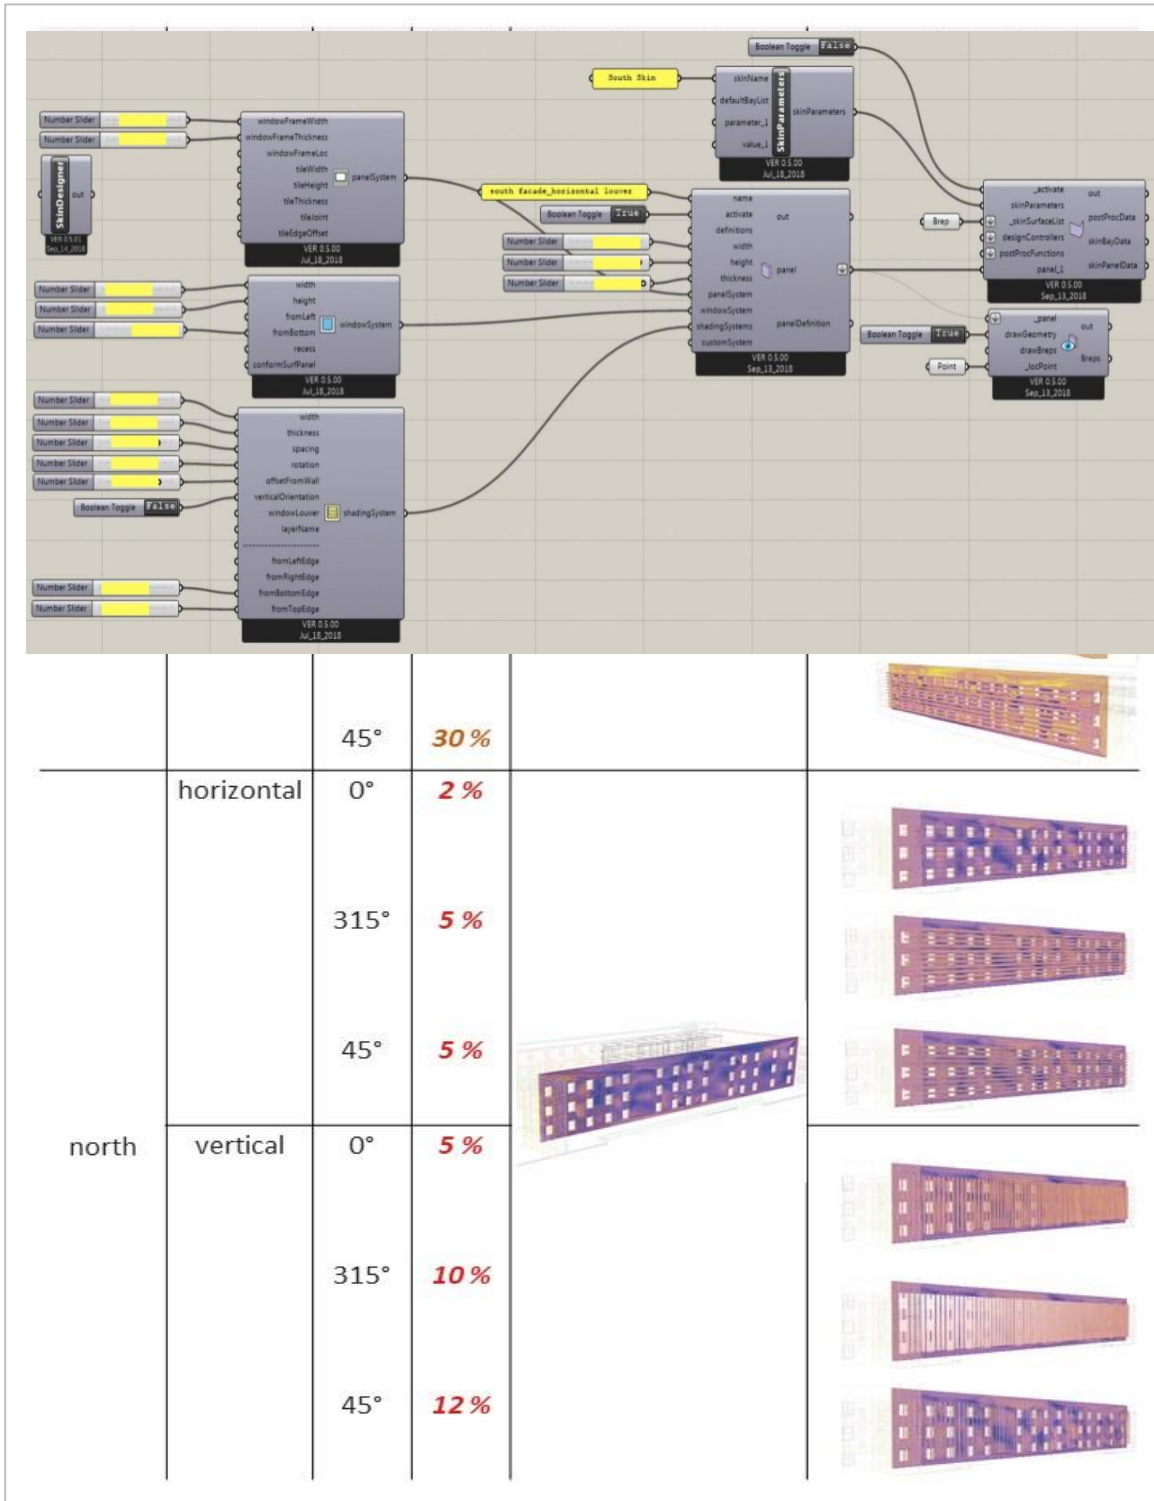 Boolean Toggle False
South Skin
skinName
defaultBayList
parameter_1
value_1
SkinParameters
skinParameters
VER 0.5.00
Jul_18_2018
Number Slider
Number Slider
SkinDesigner
out
VER 0.5.01
Sep_14_2018
windowFrameWidth
windowFrameThickness
windowFrameLoc
tileWidth
tileHeight
tileThickness
tileJoint
tileEdgeOffset
panelSystem
VER 0.5.00
Jul_18_2018
south facade_horizontal louver
Boolean Toggle True
Number Slider
Number Slider
Number Slider
name
activate
definitions
width
height
thickness
panelSystem
windowSystem
shadingSystems
customSystem
out
panel
panelDefinition
VER 0.5.00
Sep_13_2018
Brep
_activate
skinParameters
_skinSurfaceList
designControllers
postProcFunctions
panel_1
out
postProcData
skinBayData
skinPanelData
VER 0.5.00
Sep_13_2018
Boolean Toggle True
Point
_panel
drawGeometry
drawBreps
_locPoint
out
Breps
VER 0.5.00
Sep_13_2018
Number Slider
Number Slider
Number Slider
width
height
fromLeft
fromBottom
recess
conformSurfPanel
windowSystem
VER 0.5.00
Jul_18_2018
Number Slider
Number Slider
Number Slider
Number Slider
Number Slider
Boolean Toggle False
Number Slider
Number Slider
width
thickness
spacing
rotation
offsetFromWall
verticalOrientation
windowLouver
layerName
fromLeftEdge
fromRightEdge
fromBottomEdge
fromTopEdge
shadingSystem
VER 0.5.00
Jul_18_2018
45° 30 %
horizontal 0° 2 %
315° 5 %
45° 5 %
north vertical 0° 5 %
315° 10 %
45° 12 %